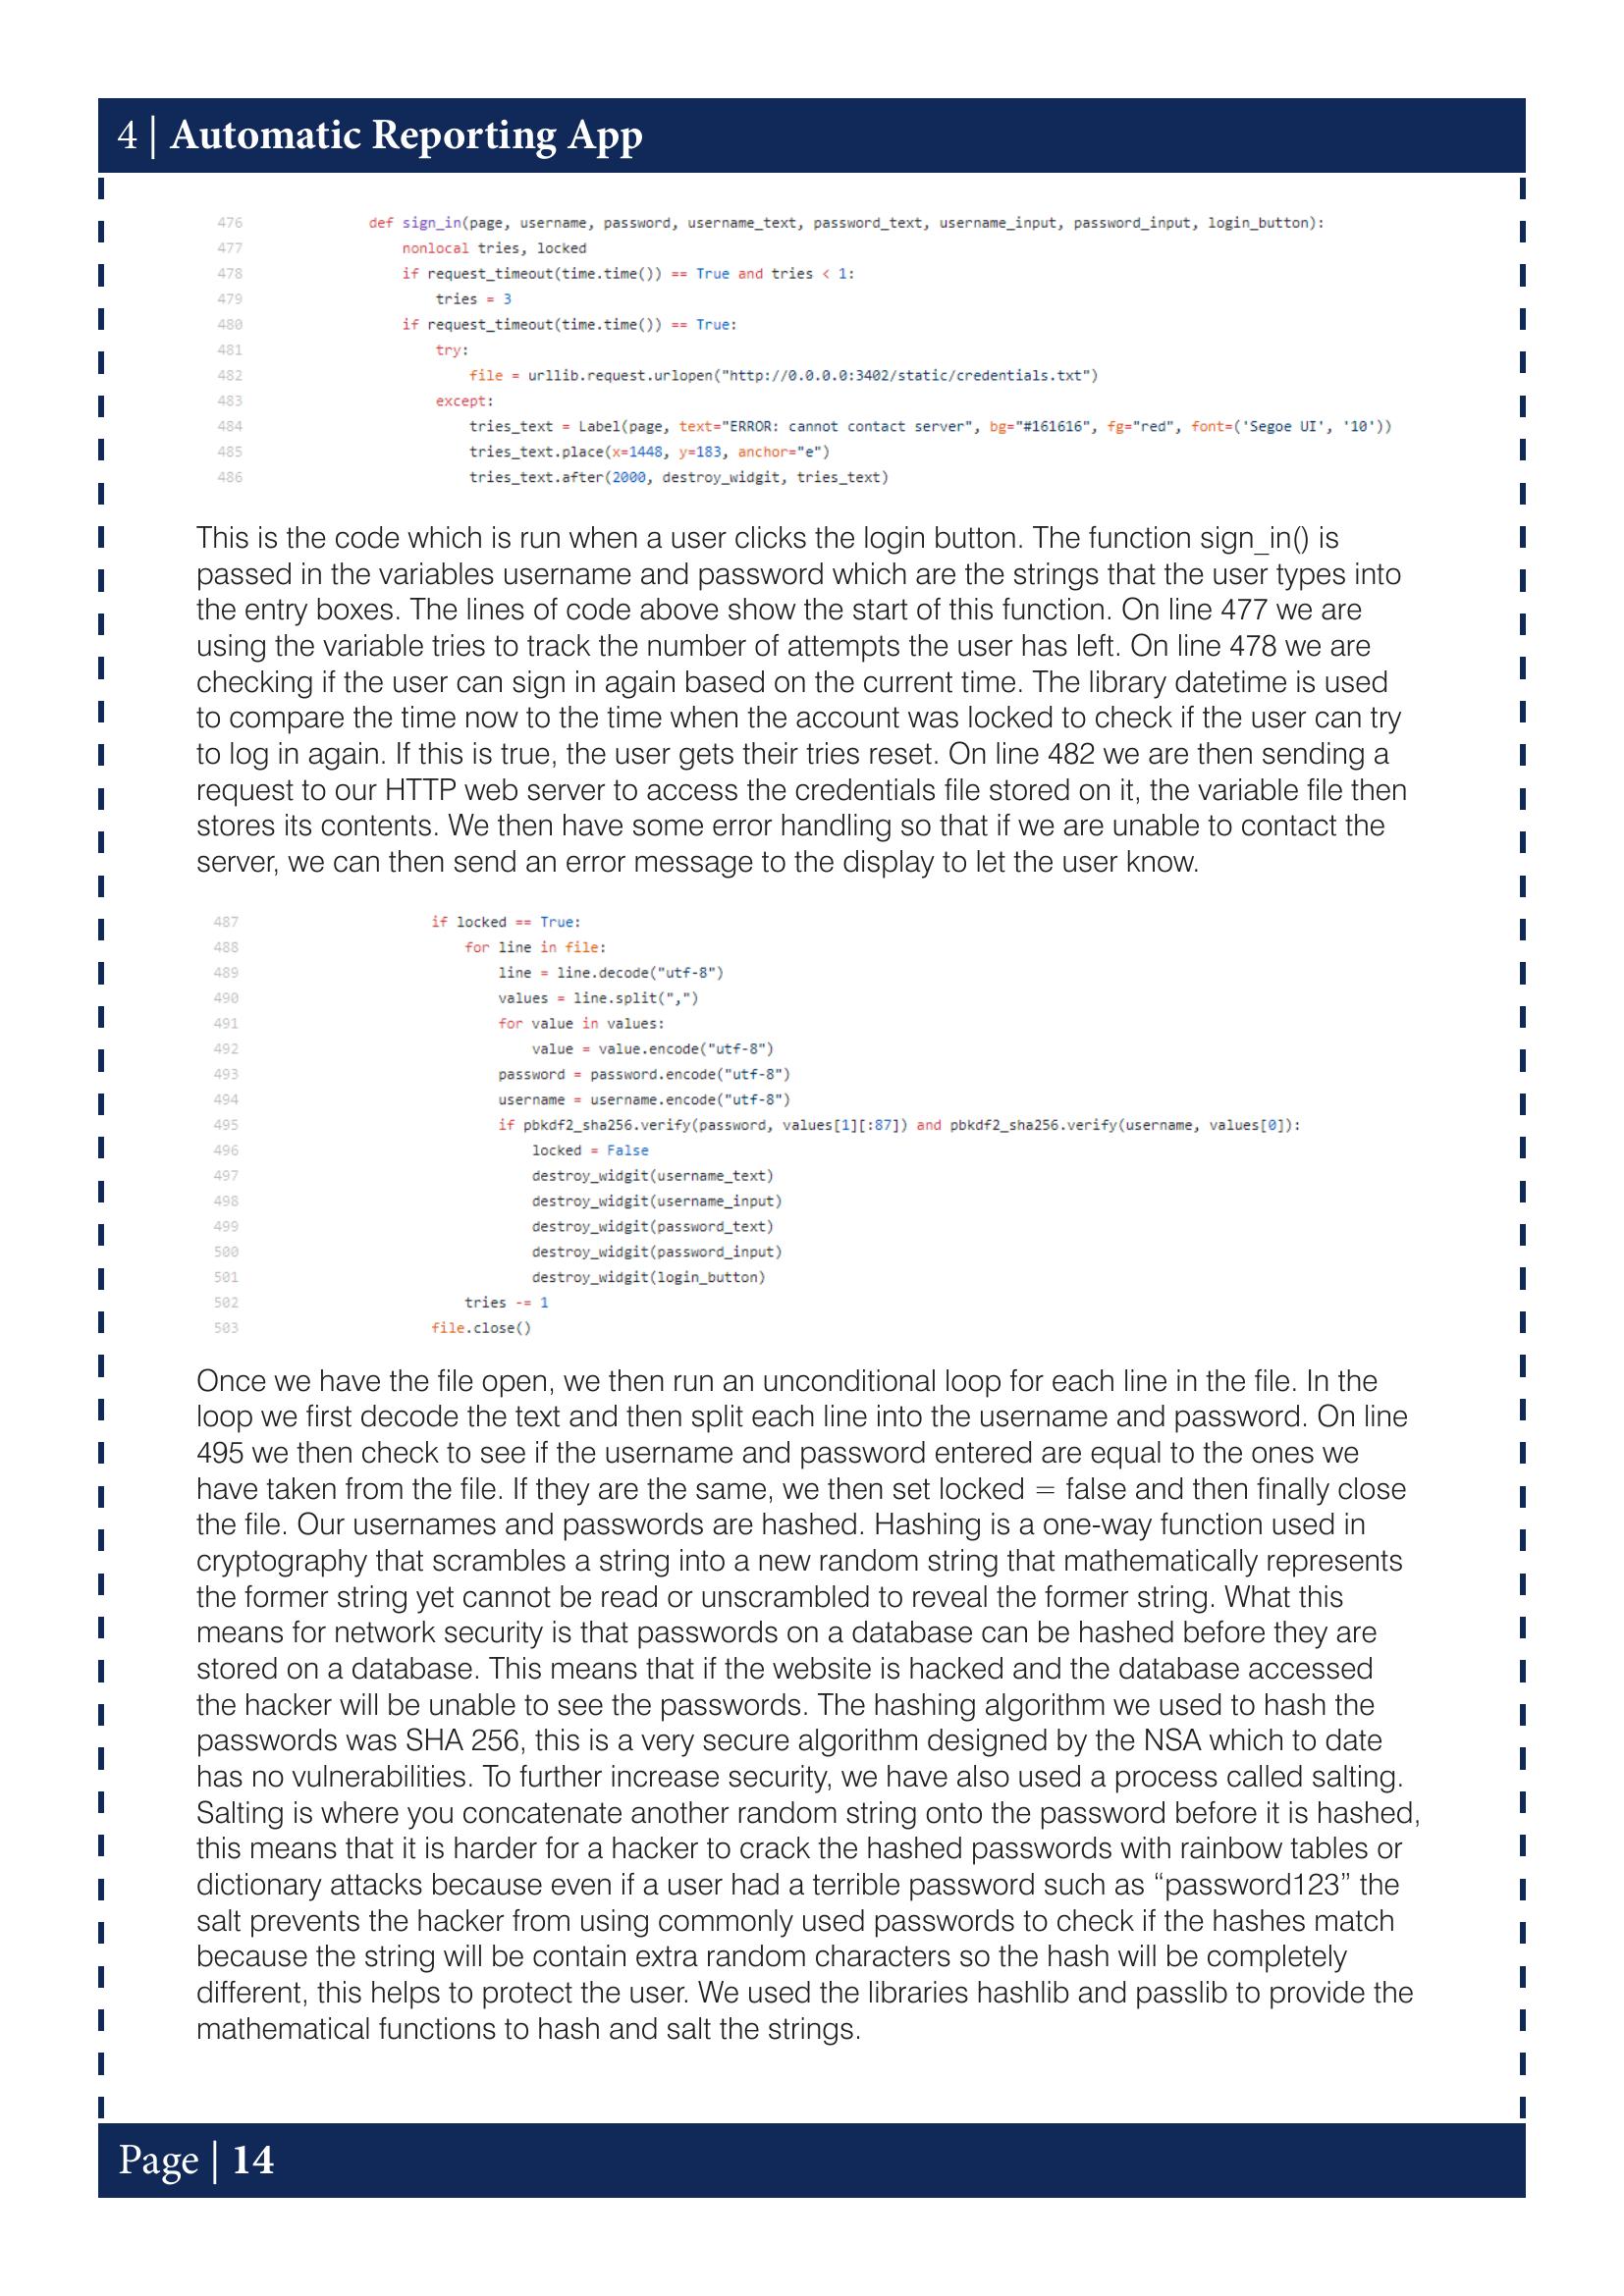 4 | Automatic Reporting App
476 def sign_in(page, username, password, username_text, password_text, username_input, password_input, login_button):
477 nonlocal tries, locked
478 if request_timeout(time.time()) == True and tries < 1:
479 tries = 3
480 if request_timeout(time.time()) == True:
481 try:
482 file = urllib.request.urlopen("http://0.0.0.0:3402/static/credentials.txt")
483 except:
484 tries_text = Label(page, text="ERROR: cannot contact server", bg="#161616", fg="red", font=('Segoe UI', '10'))
485 tries_text.place(x=1448, y=183, anchor="e")
486 tries_text.after(2000, destroy_widgit, tries_text)
This is the code which is run when a user clicks the login button. The function sign_in() is
passed in the variables username and password which are the strings that the user types into
the entry boxes. The lines of code above show the start of this function. On line 477 we are
using the variable tries to track the number of attempts the user has left. On line 478 we are
checking if the user can sign in again based on the current time. The library datetime is used
to compare the time now to the time when the account was locked to check if the user can try
to log in again. If this is true, the user gets their tries reset. On line 482 we are then sending a
request to our HTTP web server to access the credentials file stored on it, the variable file then
stores its contents. We then have some error handling so that if we are unable to contact the
server, we can then send an error message to the display to let the user know.
487 if locked == True:
488 for line in file:
489 line = line.decode("utf-8")
490 values = line.split(",")
491 for value in values:
492 value = value.encode("utf-8")
493 password = password.encode("utf-8")
494 username = username.encode("utf-8")
495 if pbkdf2_sha256.verify(password, values[1][:87]) and pbkdf2_sha256.verify(username, values[0]):
496 locked = False
497 destroy_widgit(username_text)
498 destroy_widgit(username_input)
499 destroy_widgit(password_text)
500 destroy_widgit(password_input)
501 destroy_widgit(login_button)
502 tries -= 1
503 file.close()
Once we have the file open, we then run an unconditional loop for each line in the file. In the
loop we first decode the text and then split each line into the username and password. On line
495 we then check to see if the username and password entered are equal to the ones we
have taken from the file. If they are the same, we then set locked = false and then finally close
the file. Our usernames and passwords are hashed. Hashing is a one-way function used in
cryptography that scrambles a string into a new random string that mathematically represents
the former string yet cannot be read or unscrambled to reveal the former string. What this
means for network security is that passwords on a database can be hashed before they are
stored on a database. This means that if the website is hacked and the database accessed
the hacker will be unable to see the passwords. The hashing algorithm we used to hash the
passwords was SHA 256, this is a very secure algorithm designed by the NSA which to date
has no vulnerabilities. To further increase security, we have also used a process called salting.
Salting is where you concatenate another random string onto the password before it is hashed,
this means that it is harder for a hacker to crack the hashed passwords with rainbow tables or
dictionary attacks because even if a user had a terrible password such as “password123” the
salt prevents the hacker from using commonly used passwords to check if the hashes match
because the string will be contain extra random characters so the hash will be completely
different, this helps to protect the user. We used the libraries hashlib and passlib to provide the
mathematical functions to hash and salt the strings.
Page | 14